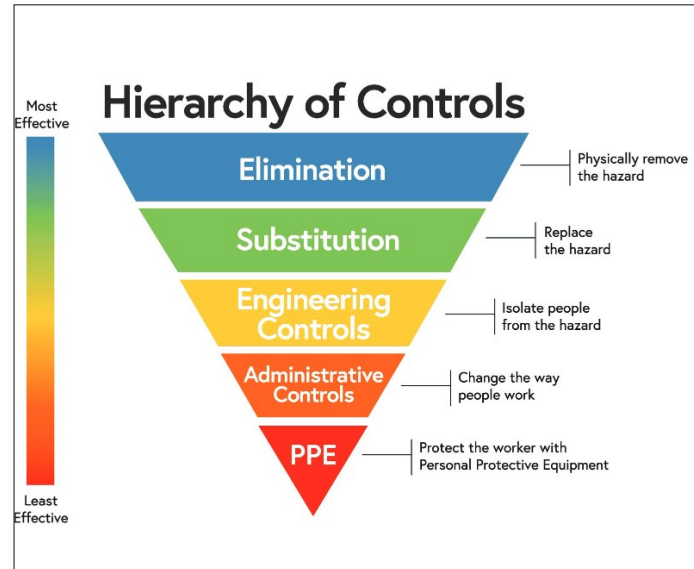 Hierarchy of Controls
Most
Effective
Elimination
Physically remove
the hazard
Substitution
Replace
the hazard
Engineering
Controls
Isolate people
from the hazard
Administrative
Controls
Change the way
people work
PPE
Protect the worker with
Personal Protective Equipment
Least
Effective